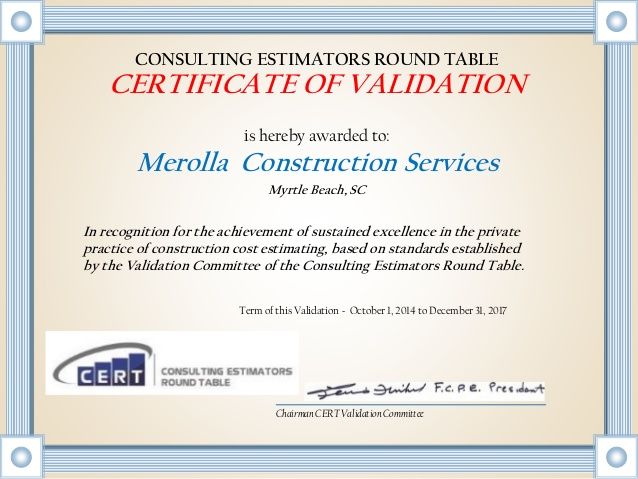 CONSULTING ESTIMATORS ROUND TABLE
CERTIFICATE OF VALIDATION
is hereby awarded to:
Merolla Construction Services
Myrtle Beach, SC
In recognition for the achievement of sustained excellence in the private
practice of construction cost estimating, based on standards established
by the Validation Committee of the Consulting Estimators Round Table.
Term of this Validation - October 1, 2014 to December 31, 2017
CERT
CONSULTING ESTIMATORS
ROUND TABLE
F.C.P.E. President
Chairman CERT Validation Committee